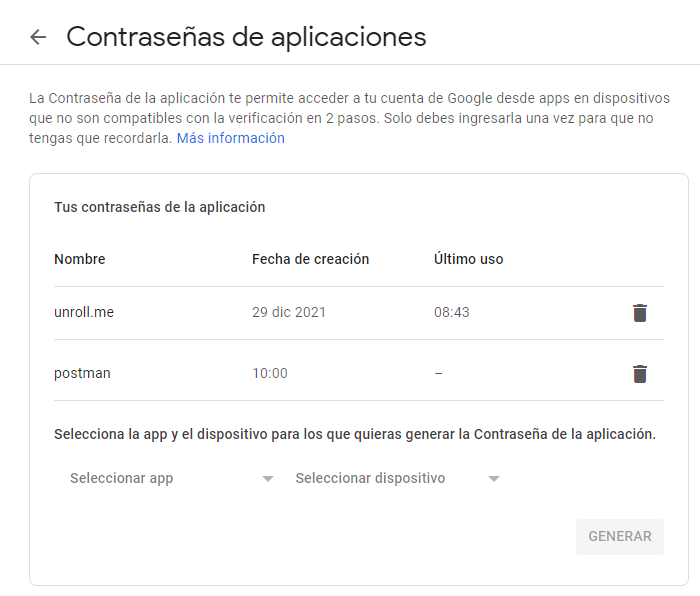 Contraseñas de aplicaciones
La Contraseña de la aplicación te permite acceder a tu cuenta de Google desde apps en dispositivos
que no son compatibles con la verificación en 2 pasos. Solo debes ingresarla una vez para que no
tengas que recordarla. Más información
Tus contraseñas de la aplicación
Nombre Fecha de creación Último uso
unroll.me 29 dic 2021 08:43
postman 10:00 –
Selecciona la app y el dispositivo para los que quieras generar la Contraseña de la aplicación.
Seleccionar app Seleccionar dispositivo
GENERAR